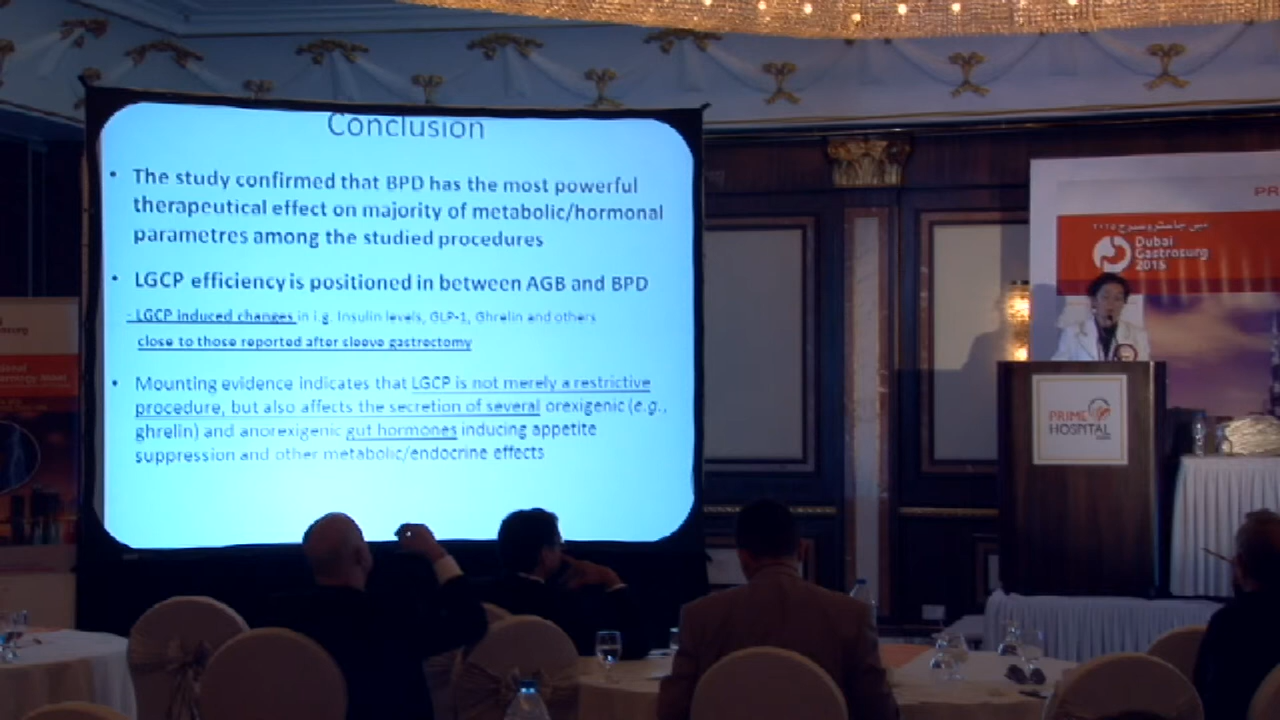 Conclusion
• The study confirmed that BPD has the most powerful
therapeutical effect on majority of metabolic/hormonal
parametres among the studied procedures
• LGCP efficiency is positioned in between AGB and BPD
- LGCP induced changes in i.g. Insulin levels, GLP-1, Ghrelin and others
close to those reported after sleeve gastrectomy
• Mounting evidence indicates that LGCP is not merely a restrictive
procedure, but also affects the secretion of several orexigenic (e.g.,
ghrelin) and anorexigenic gut hormones inducing appetite
suppression and other metabolic/endocrine effects
PR
دبي جاستروسيرج ٢٠١٥
Dubai
Gastrosurg
2015
PRIME
HOSPITAL